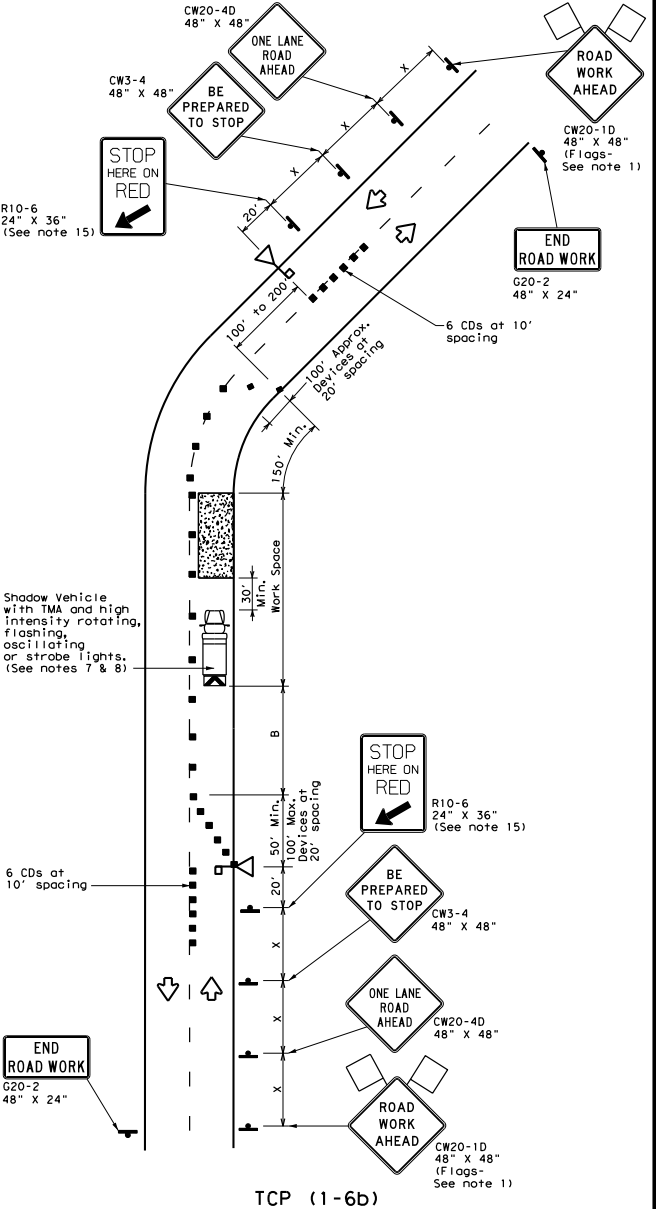 CW20-4D
48" X 48"
ONE LANE
ROAD
AHEAD
ROAD
WORK
AHEAD
CW3-4
48" X 48"
BE
PREPARED
TO STOP
X
CW20-1D
48" X 48"
(Flags-
See note 1)
STOP
HERE ON
RED
X
X
R10-6
24" X 36"
(See note 15)
20'
END
ROAD WORK
G20-2
48" X 24"
100' to 200'
6 CDs at 10'
spacing
100' Approx.
Devices at
20' spacing
150' Min.
Work Space
30'
Min.
Shadow Vehicle
with TMA and high
intensity rotating,
flashing,
oscillating
or strobe lights.
(See notes 7 & 8)
B
STOP
HERE ON
RED
R10-6
24" X 36"
(See note 15)
50' Min.
100' Max.
Devices at
20' spacing
6 CDs at
10' spacing
20'
BE
PREPARED
TO STOP
CW3-4
48" X 48"
X
ONE LANE
ROAD
AHEAD
CW20-4D
48" X 48"
X
END
ROAD WORK
G20-2
48" X 24"
X
ROAD
WORK
AHEAD
CW20-1D
48" X 48"
(Flags-
See note 1)
TCP (1-6b)